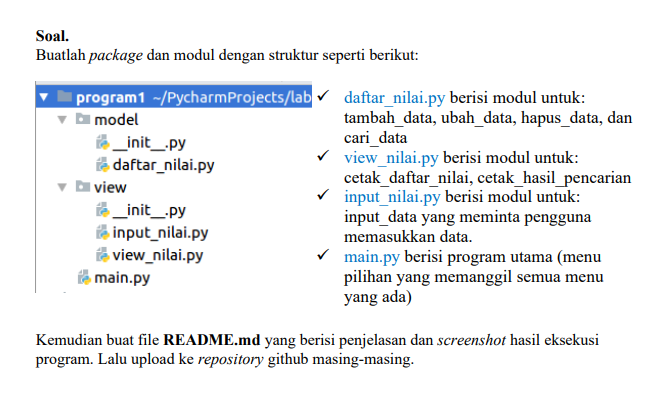 Soal.
Buatlah package dan modul dengan struktur seperti berikut:
program1 ~/PycharmProjects/lab
model
__init__.py
daftar_nilai.py
view
__init__.py
input_nilai.py
view_nilai.py
main.py
✓ daftar_nilai.py berisi modul untuk:
tambah_data, ubah_data, hapus_data, dan
cari_data
✓ view_nilai.py berisi modul untuk:
cetak_daftar_nilai, cetak_hasil_pencarian
✓ input_nilai.py berisi modul untuk:
input_data yang meminta pengguna
memasukkan data.
✓ main.py berisi program utama (menu
pilihan yang memanggil semua menu
yang ada)
Kemudian buat file README.md yang berisi penjelasan dan screenshot hasil eksekusi
program. Lalu upload ke repository github masing-masing.